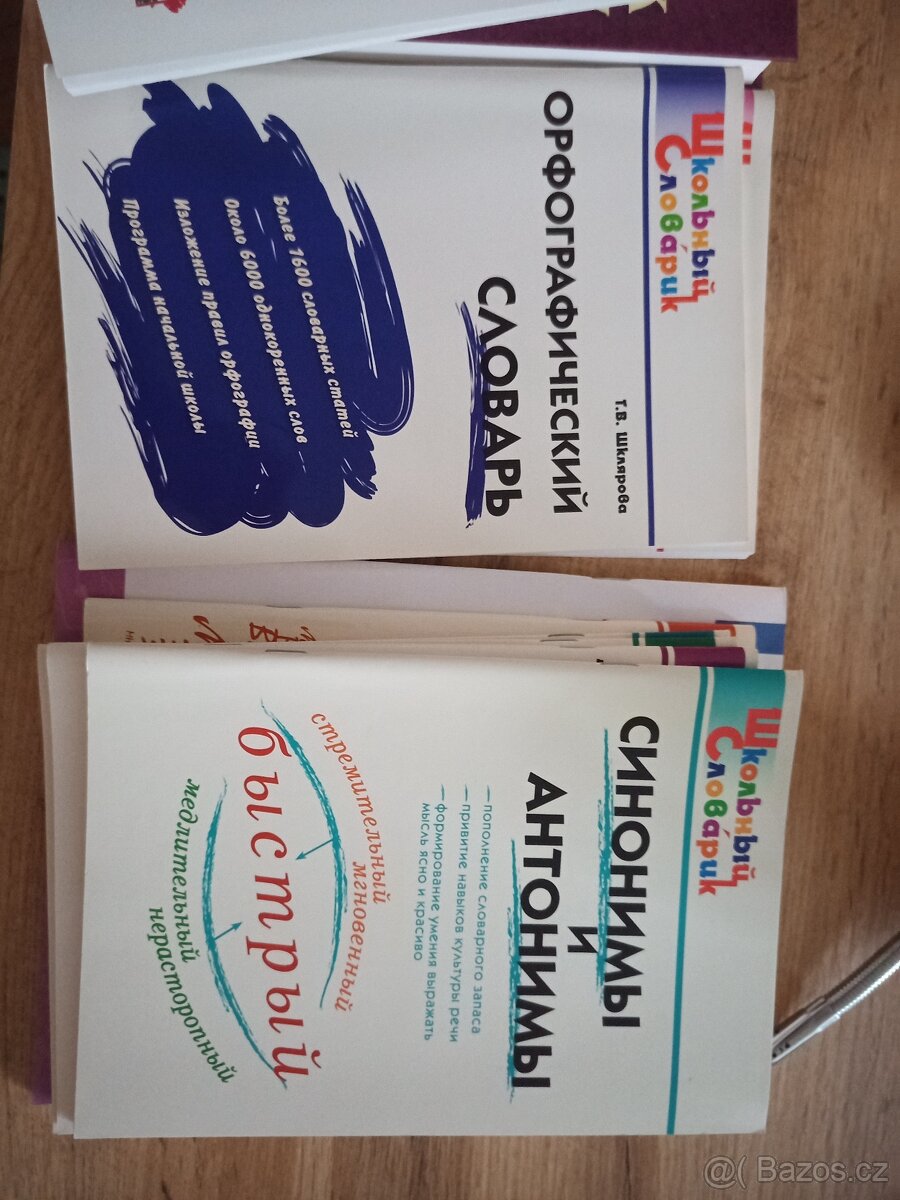 Школьный
Словáрик
Т.В. Шклярова
ОРФОГРАФИЧЕСКИЙ
СЛОВАРЬ
Более 1600 словарных статей
Около 6000 однокоренных слов
Изложение правил орфографии
Программа начальной школы
Школьный
Словáрик
СИНОНИМЫ
И
АНТОНИМЫ
— пополнение словарного запаса
— привитие навыков культуры речи
— формирование умения выражать
мысль ясно и красиво
стремительный
мгновенный
быстрый
медлительный
нерасторопный
@( Bazos.cz